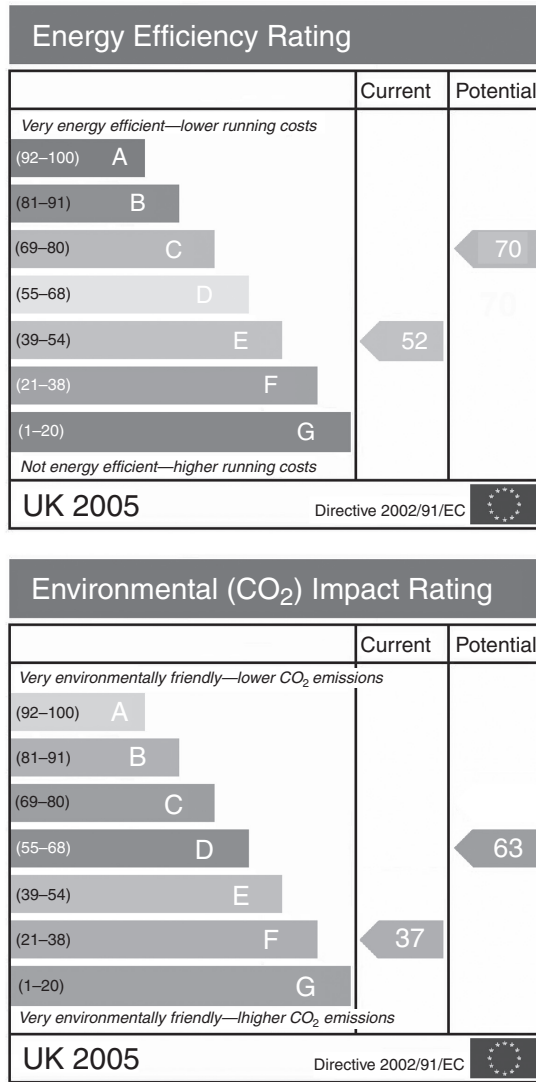 Energy Efficiency Rating
Current Potential
Very energy efficient—lower running costs
(92–100) A
(81–91) B
(69–80) C 70
(55–68) D
70
(39–54) E 52
(21–38) F
(1–20) G
Not energy efficient—higher running costs
UK 2005 Directive 2002/91/EC
Environmental (CO₂) Impact Rating
Current Potential
Very environmentally friendly—lower CO₂ emissions
(92–100) A
(81–91) B
(69–80) C
(55–68) D 63
(39–54) E
(21–38) F 37
(1–20) G
Very environmentally friendly—lhigher CO₂ emissions
UK 2005 Directive 2002/91/EC